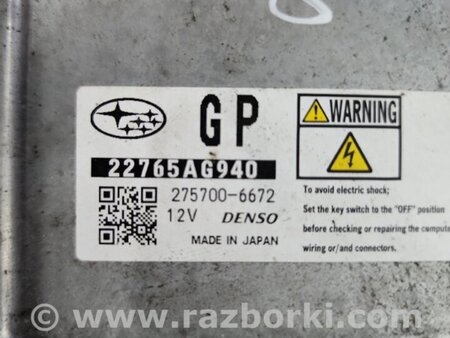 GP
22765AG940
275700-6672
12V DENSO
MADE IN JAPAN
WARNING
To avoid electric shock;
Set the key switch to the "OFF" position
before checking or repairing the compute
wiring or/and connectors.
© www.razborki.com